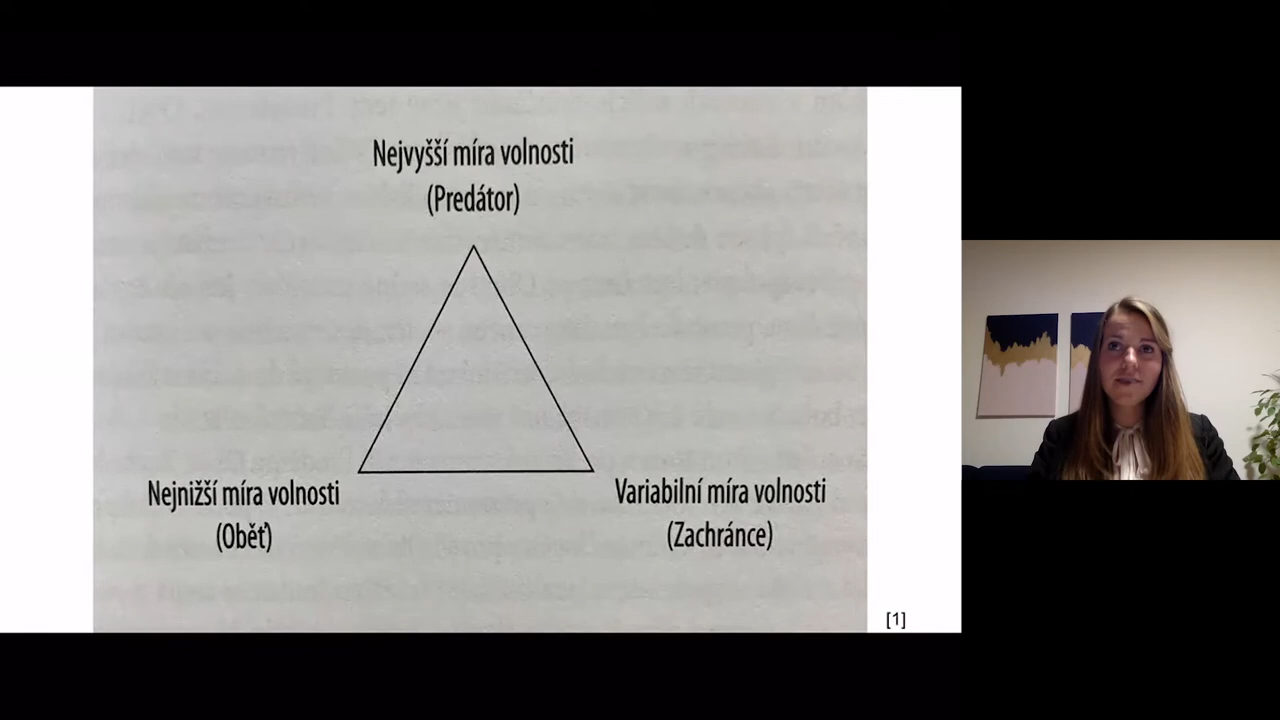 Nejvyšší míra volnosti
(Predátor)
Nejnižší míra volnosti
(Oběť)
Variabilní míra volnosti
(Zachránce)
[1]